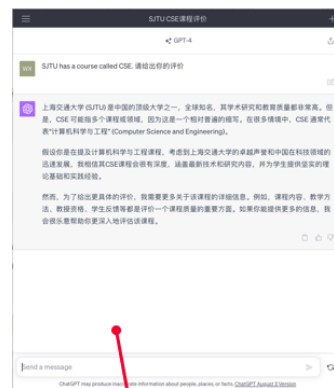 SJTU CSE课程评价
GPT-4
WY
SJTU has a course called CSE. 请给出你的评价
上海交通大学 (SJTU) 是中国的顶级大学之一，全球知名，其学术研究和教育质量都非常高。但
是，CSE 可能指多个课程或领域，因为这是一个相对普遍的缩写。在很多情境中，CSE 通常代
表"计算机科学与工程" (Computer Science and Engineering)。
假设你是在提及计算机科学与工程课程，考虑到上海交通大学的卓越声誉和中国在科技领域的
迅速发展，我相信其CSE课程会很有深度，涵盖最新技术和研究内容，并为学生提供坚实的理
论基础和实践经验。
然而，为了给出更具体的评价，我需要更多关于该课程的详细信息。例如，课程内容、教学方
法、教授资格、学生反馈等都是评价一个课程质量的重要方面。如果你能提供更多的信息，我
会很乐意帮助你更深入地评估该课程。
Send a message
ChatGPT may produce inaccurate information about people, places, or facts. ChatGPT August 3 Version